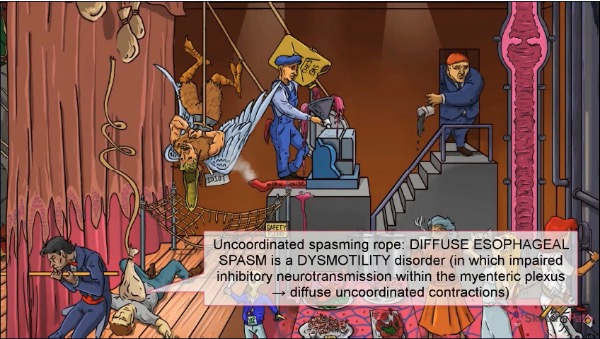 SAFETY
Uncoordinated spasming rope: DIFFUSE ESOPHAGEAL
SPASM is a DYSMOTILITY disorder (in which impaired
inhibitory neurotransmission within the myenteric plexus
→ diffuse uncoordinated contractions)